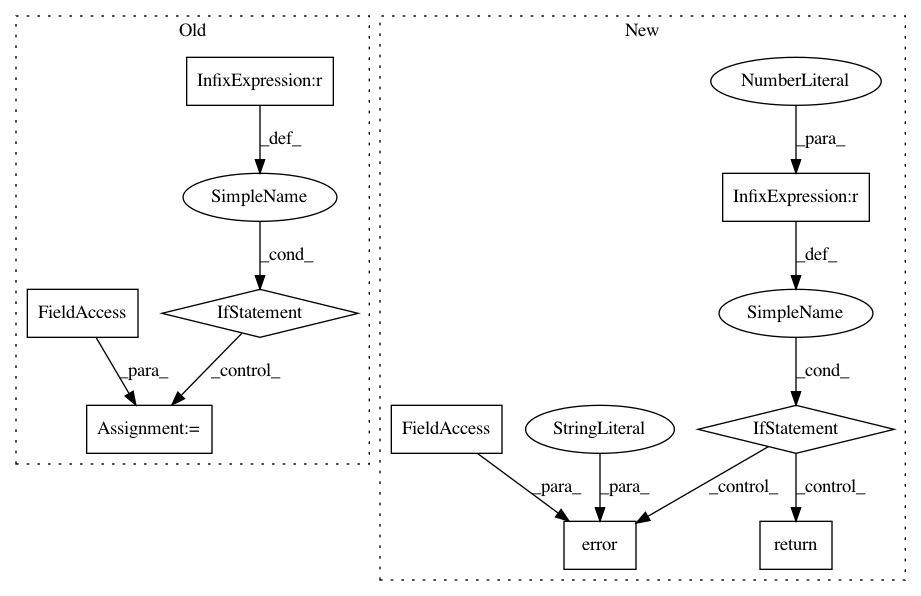 Old
New
InfixExpression:r
NumberLiteral
_def_
_para_
SimpleName
InfixExpression:r
_cond_
_def_
FieldAccess
IfStatement
SimpleName
_para_
_control_
_cond_
Assignment:=
FieldAccess
StringLiteral
IfStatement
_para_
_para_
_control_
_control_
error
return